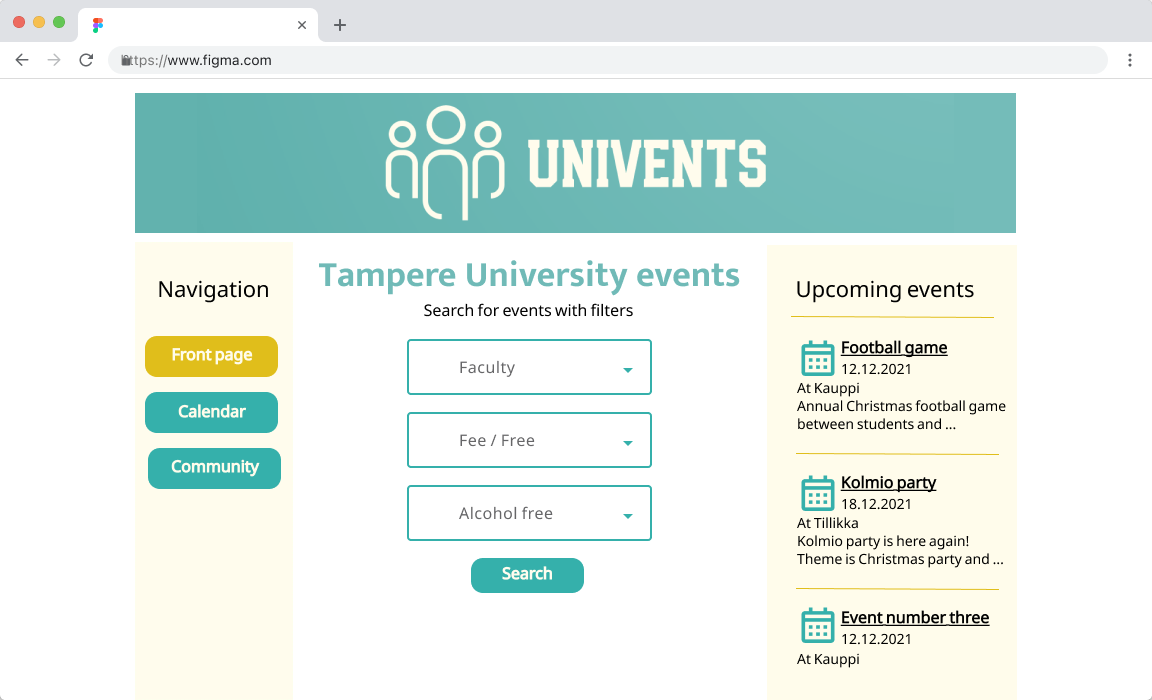 https://www.figma.com
UNIVENTS
Navigation
Front page
Calendar
Community
Tampere University events
Search for events with filters
Faculty
Fee / Free
Alcohol free
Search
Upcoming events
Football game
12.12.2021
At Kauppi
Annual Christmas football game
between students and ...
Kolmio party
18.12.2021
At Tillikka
Kolmio party is here again!
Theme is Christmas party and ...
Event number three
12.12.2021
At Kauppi